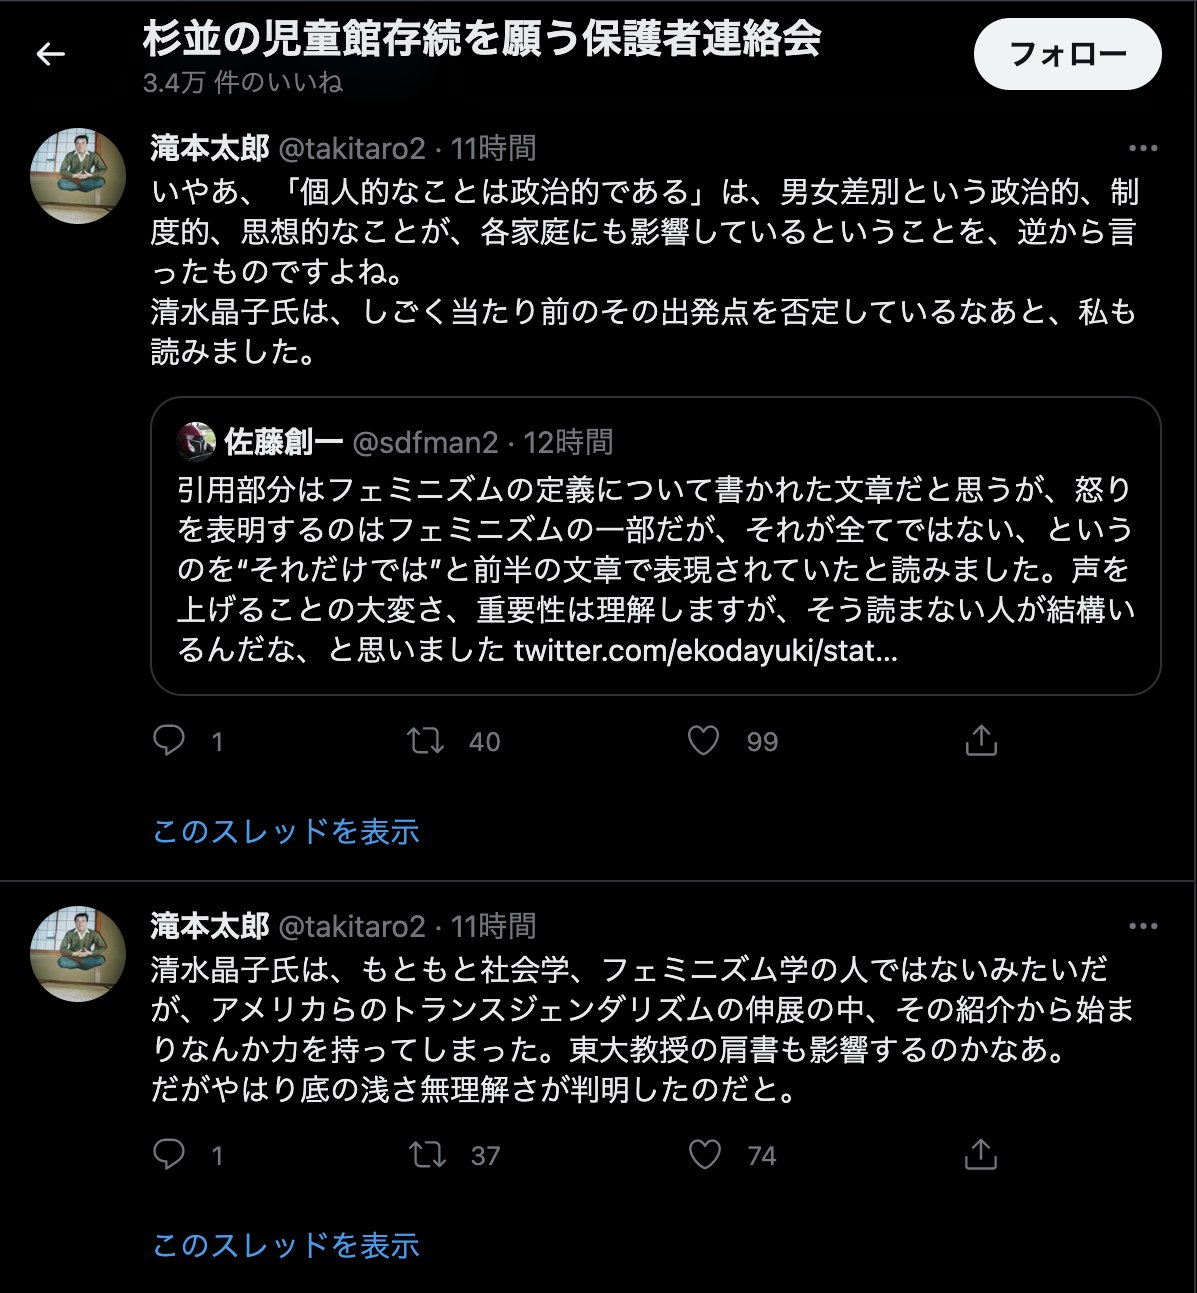 杉並の児童館存続を願う保護者連絡会
フォロー
3.4万 件のいいね
滝本太郎 @takitaro2 · 11時間
いやあ、「個人的なことは政治的である」は、男女差別という政治的、制
度的、思想的なことが、各家庭にも影響しているということを、逆から言
ったものですよね。
清水晶子氏は、しごく当たり前のその出発点を否定しているなあと、私も
読みました。
佐藤創一 @sdfman2 · 12時間
引用部分はフェミニズムの定義について書かれた文章だと思うが、怒り
を表明するのはフェミニズムの一部だが、それが全てではない、という
のを“それだけでは”と前半の文章で表現されていたと読みました。声を
上げることの大変さ、重要性は理解しますが、そう読まない人が結構い
るんだな、と思いました twitter.com/ekodayuki/stat...
1 40 99
このスレッドを表示
滝本太郎 @takitaro2 · 11時間
清水晶子氏は、もともと社会学、フェミニズム学の人ではないみたいだ
が、アメリカらのトランスジェンダリズムの伸展の中、その紹介から始ま
りなんか力を持ってしまった。東大教授の肩書も影響するのかなあ。
だがやはり底の浅さ無理解さが判明したのだと。
1 37 74
このスレッドを表示